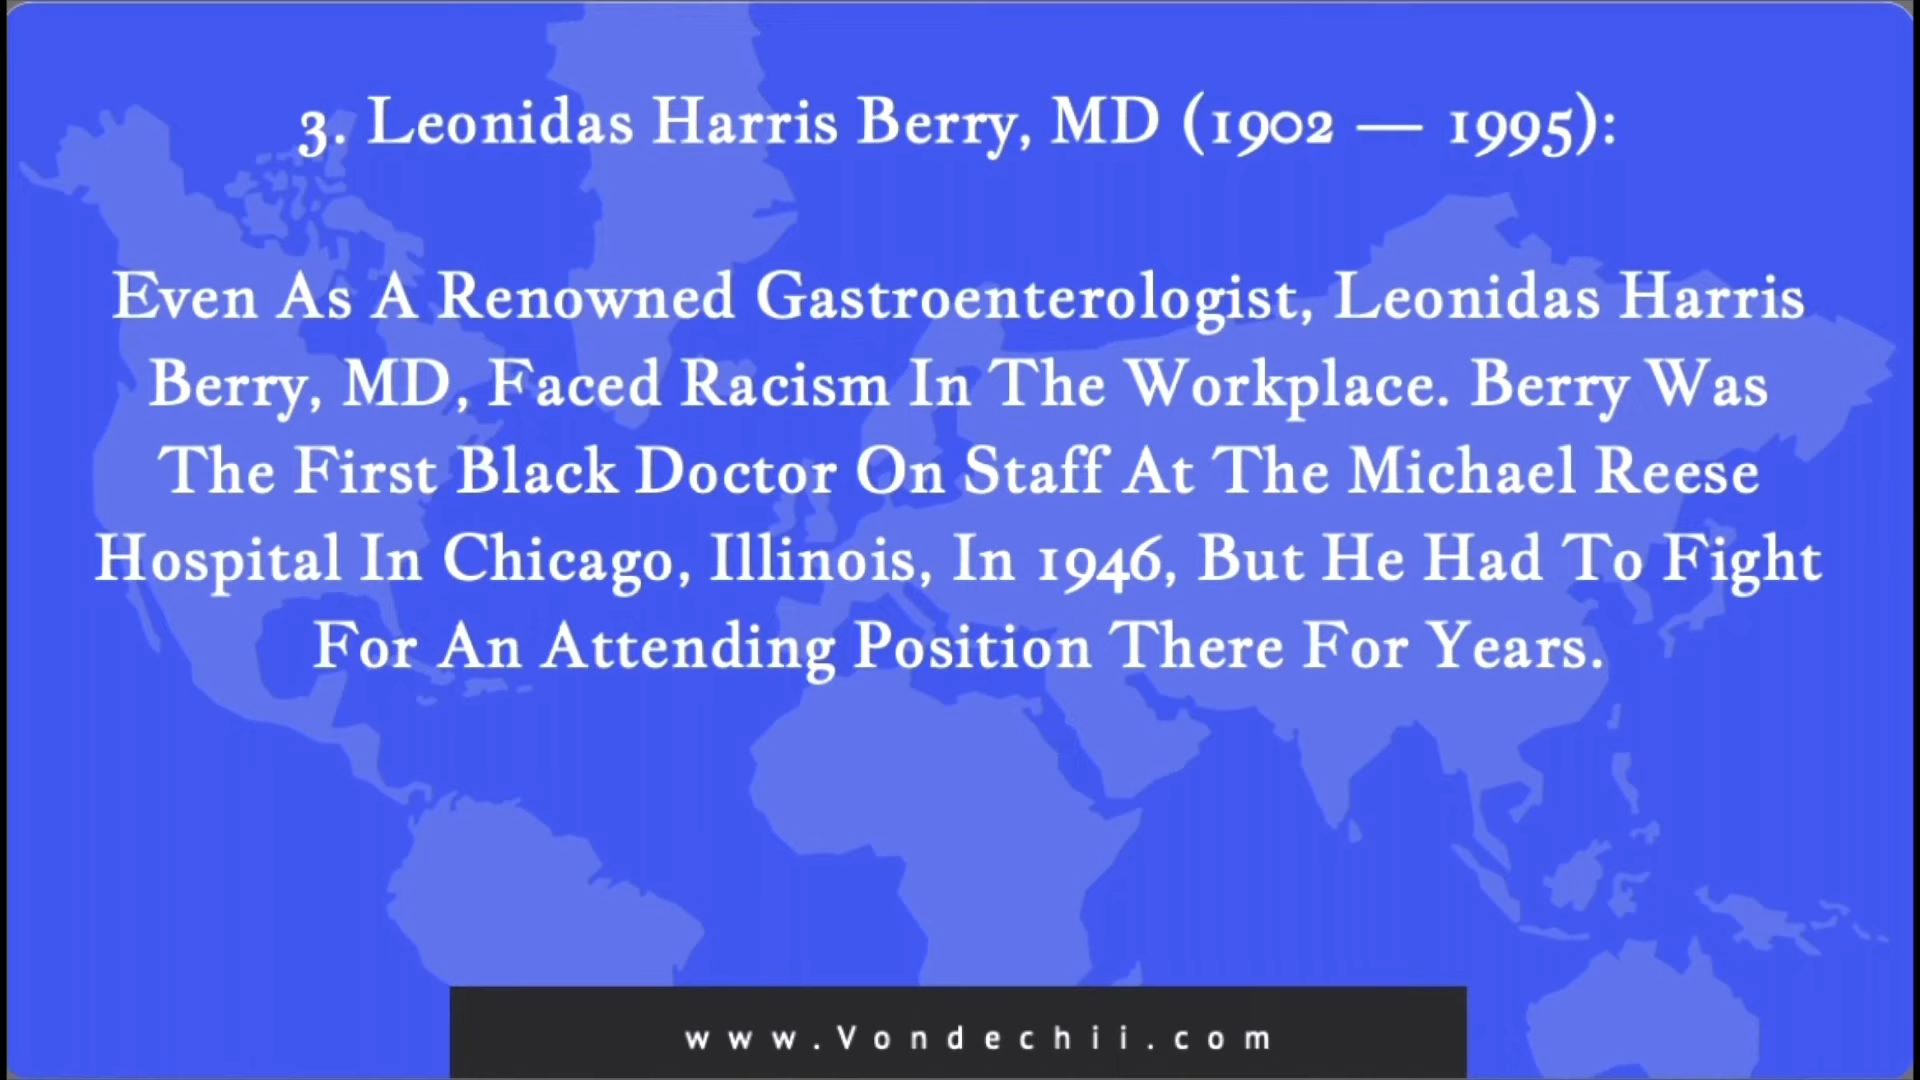 3. Leonidas Harris Berry, MD (1902 — 1995):
Even As A Renowned Gastroenterologist, Leonidas Harris
Berry, MD, Faced Racism In The Workplace. Berry Was
The First Black Doctor On Staff At The Michael Reese
Hospital In Chicago, Illinois, In 1946, But He Had To Fight
For An Attending Position There For Years.
www.Vondechii.com